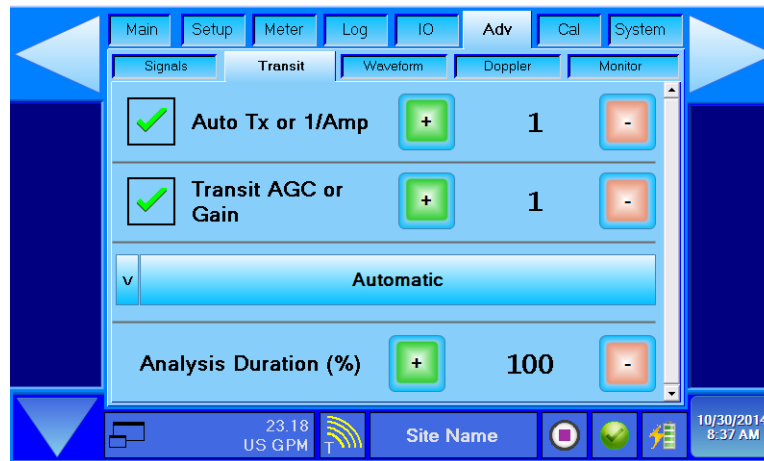 Main Setup Meter Log IO Adv Cal System
Signals Transit Waveform Doppler Monitor
Auto Tx or 1/Amp + 1 -
Transit AGC or
Gain + 1 -
v Automatic
Analysis Duration (%) + 100 -
23.18
US GPM
T
Site Name
10/30/2014
8:37 AM